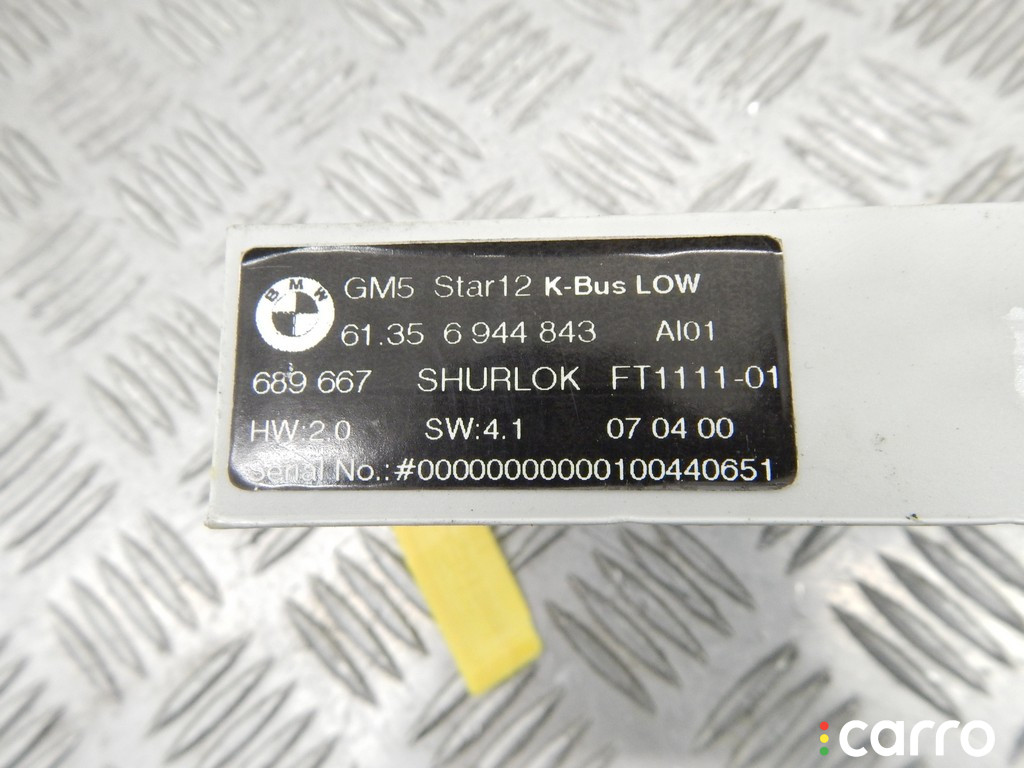 BMW
GM5 Star12 K-Bus LOW
61.35 6 944 843 AI01
689 667 SHURLOK FT1111-01
HW:2.0 SW:4.1 07 04 00
Serial No.:#00000000000100440651
carro